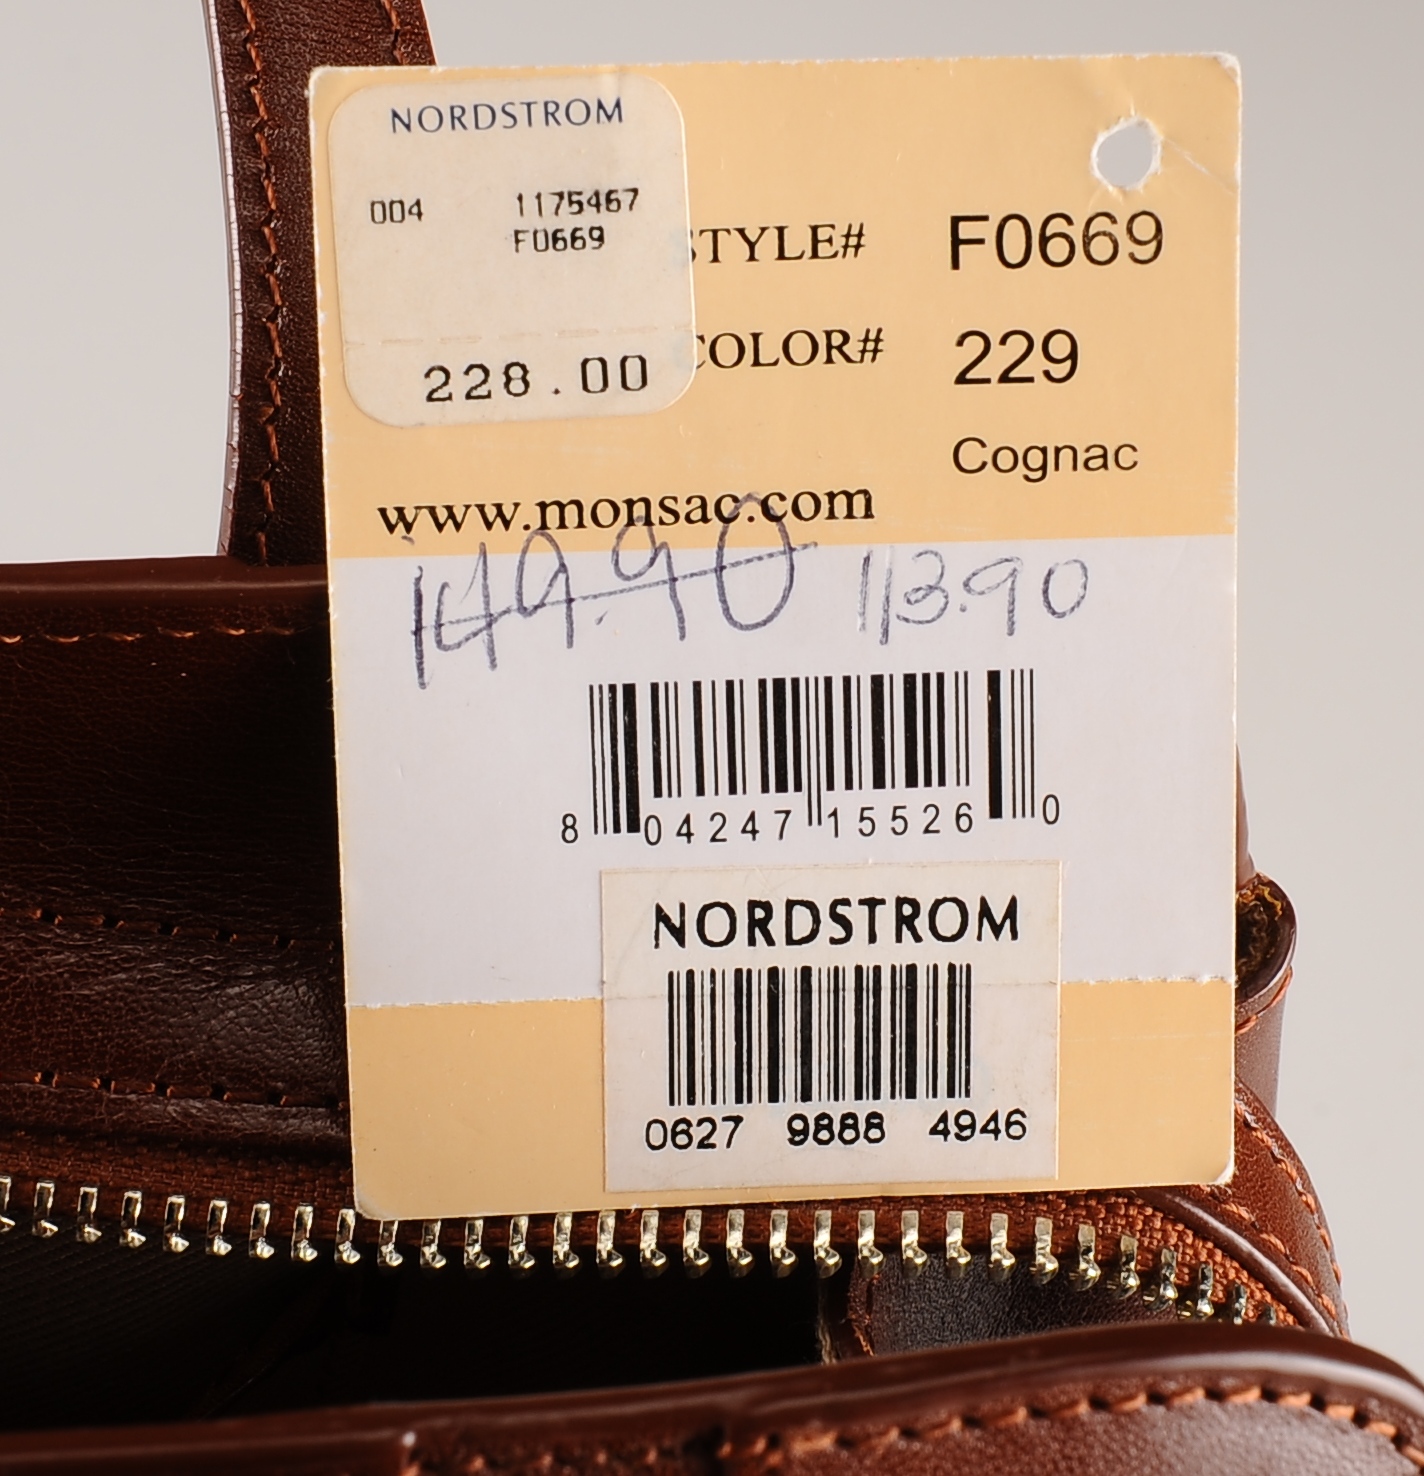 NORDSTROM
004 1175467
F0669
228.00
STYLE# F0669
COLOR# 229
Cognac
www.monsac.com
149.90 113.90
8 04247 15526 0
NORDSTROM
0627 9888 4946